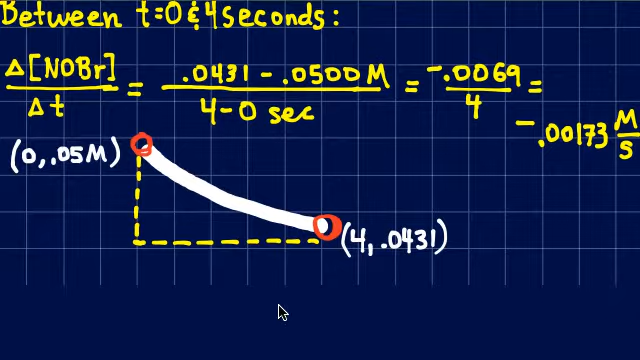 Between t=0 & 4 seconds:
Δ[NOBr] / Δt = .0431 - .0500 M / 4-0 sec = -.0069 / 4 = -.00173 M/s
(0, .05M)
(4, .0431)